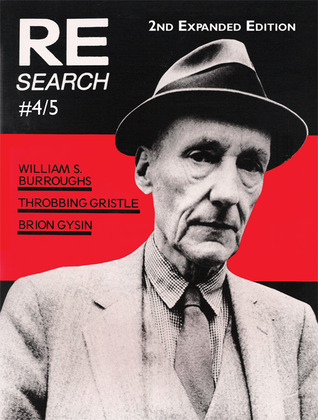 RE
SEARCH
#4/5
2ND EXPANDED EDITION
WILLIAM S.
BURROUGHS
THROBBING GRISTLE
BRION GYSIN